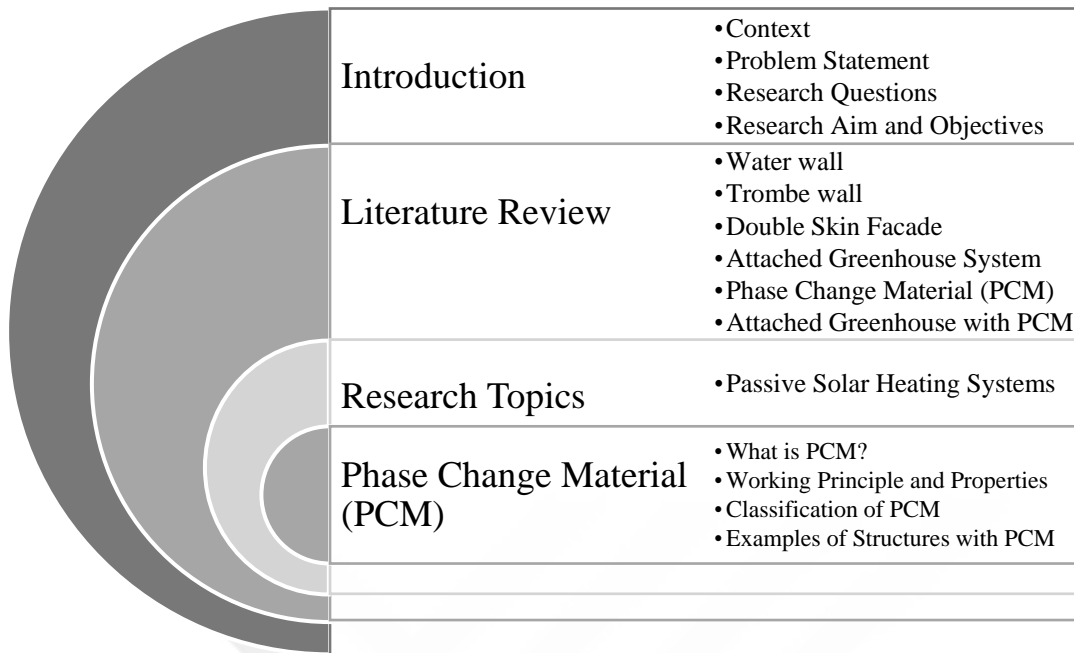 Introduction
•Context
•Problem Statement
•Research Questions
•Research Aim and Objectives
Literature Review
•Water wall
•Trombe wall
•Double Skin Facade
•Attached Greenhouse System
•Phase Change Material (PCM)
•Attached Greenhouse with PCM
Research Topics
•Passive Solar Heating Systems
Phase Change Material
(PCM)
•What is PCM?
•Working Principle and Properties
•Classification of PCM
•Examples of Structures with PCM